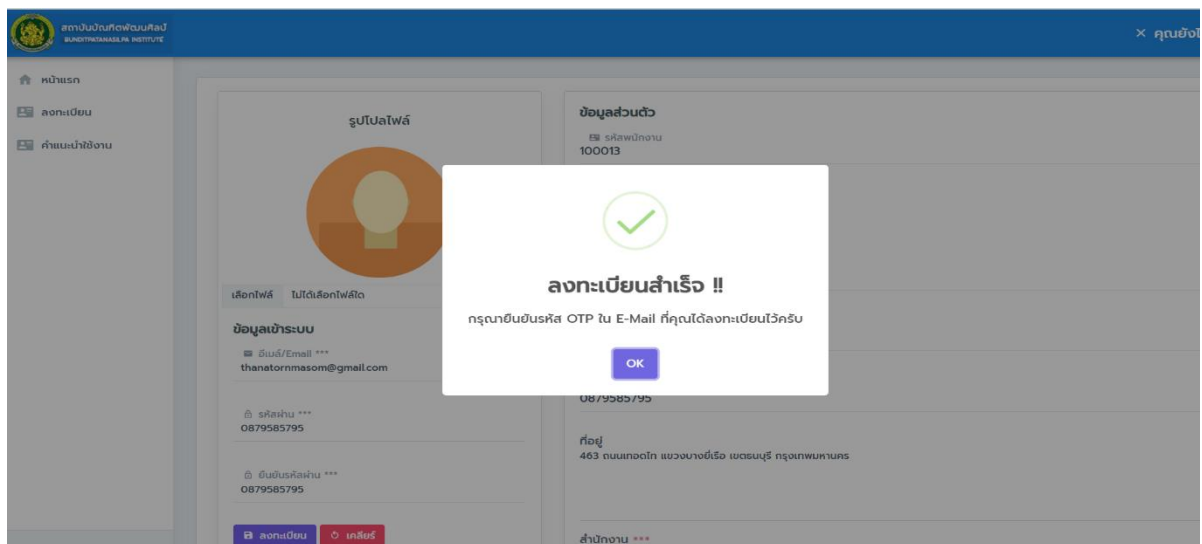 สถาบันบัณฑิตพัฒนศิลป์
BUNDITPATANASILPA INSTITUTE
× คุณยังไ
หน้าแรก
ลงทะเบียน
คำแนะนำใช้งาน
รูปโปลไฟล์
เลือกไฟล์ ไม่ได้เลือกไฟล์ใด
ข้อมูลเข้าระบบ
อีเมล์/Email ***
thanatornmasom@gmail.com
รหัสผ่าน ***
0879585795
ยืนยันรหัสผ่าน ***
0879585795
ลงทะเบียน เคลียร์
ข้อมูลส่วนตัว
รหัสพนักงาน
100013
ลงทะเบียนสำเร็จ !!
กรุณายืนยันรหัส OTP ใน E-Mail ที่คุณได้ลงทะเบียนไว้ครับ
OK
0879585795
ที่อยู่
463 ถนนเทอดไท แขวงบางยี่เรือ เขตธนบุรี กรุงเทพมหานคร
สำนักงาน ***